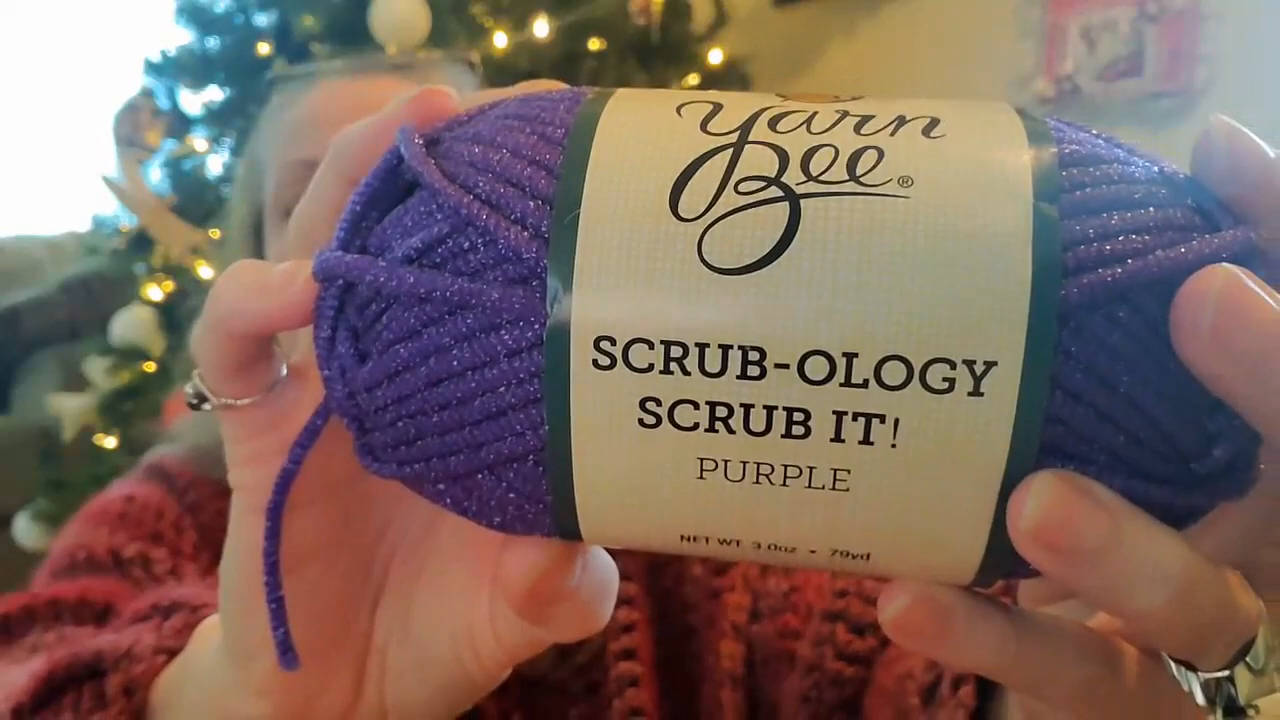 Yarn
Bee®
SCRUB-OLOGY
SCRUB IT!
PURPLE
NET WT 3.0oz • 79yd